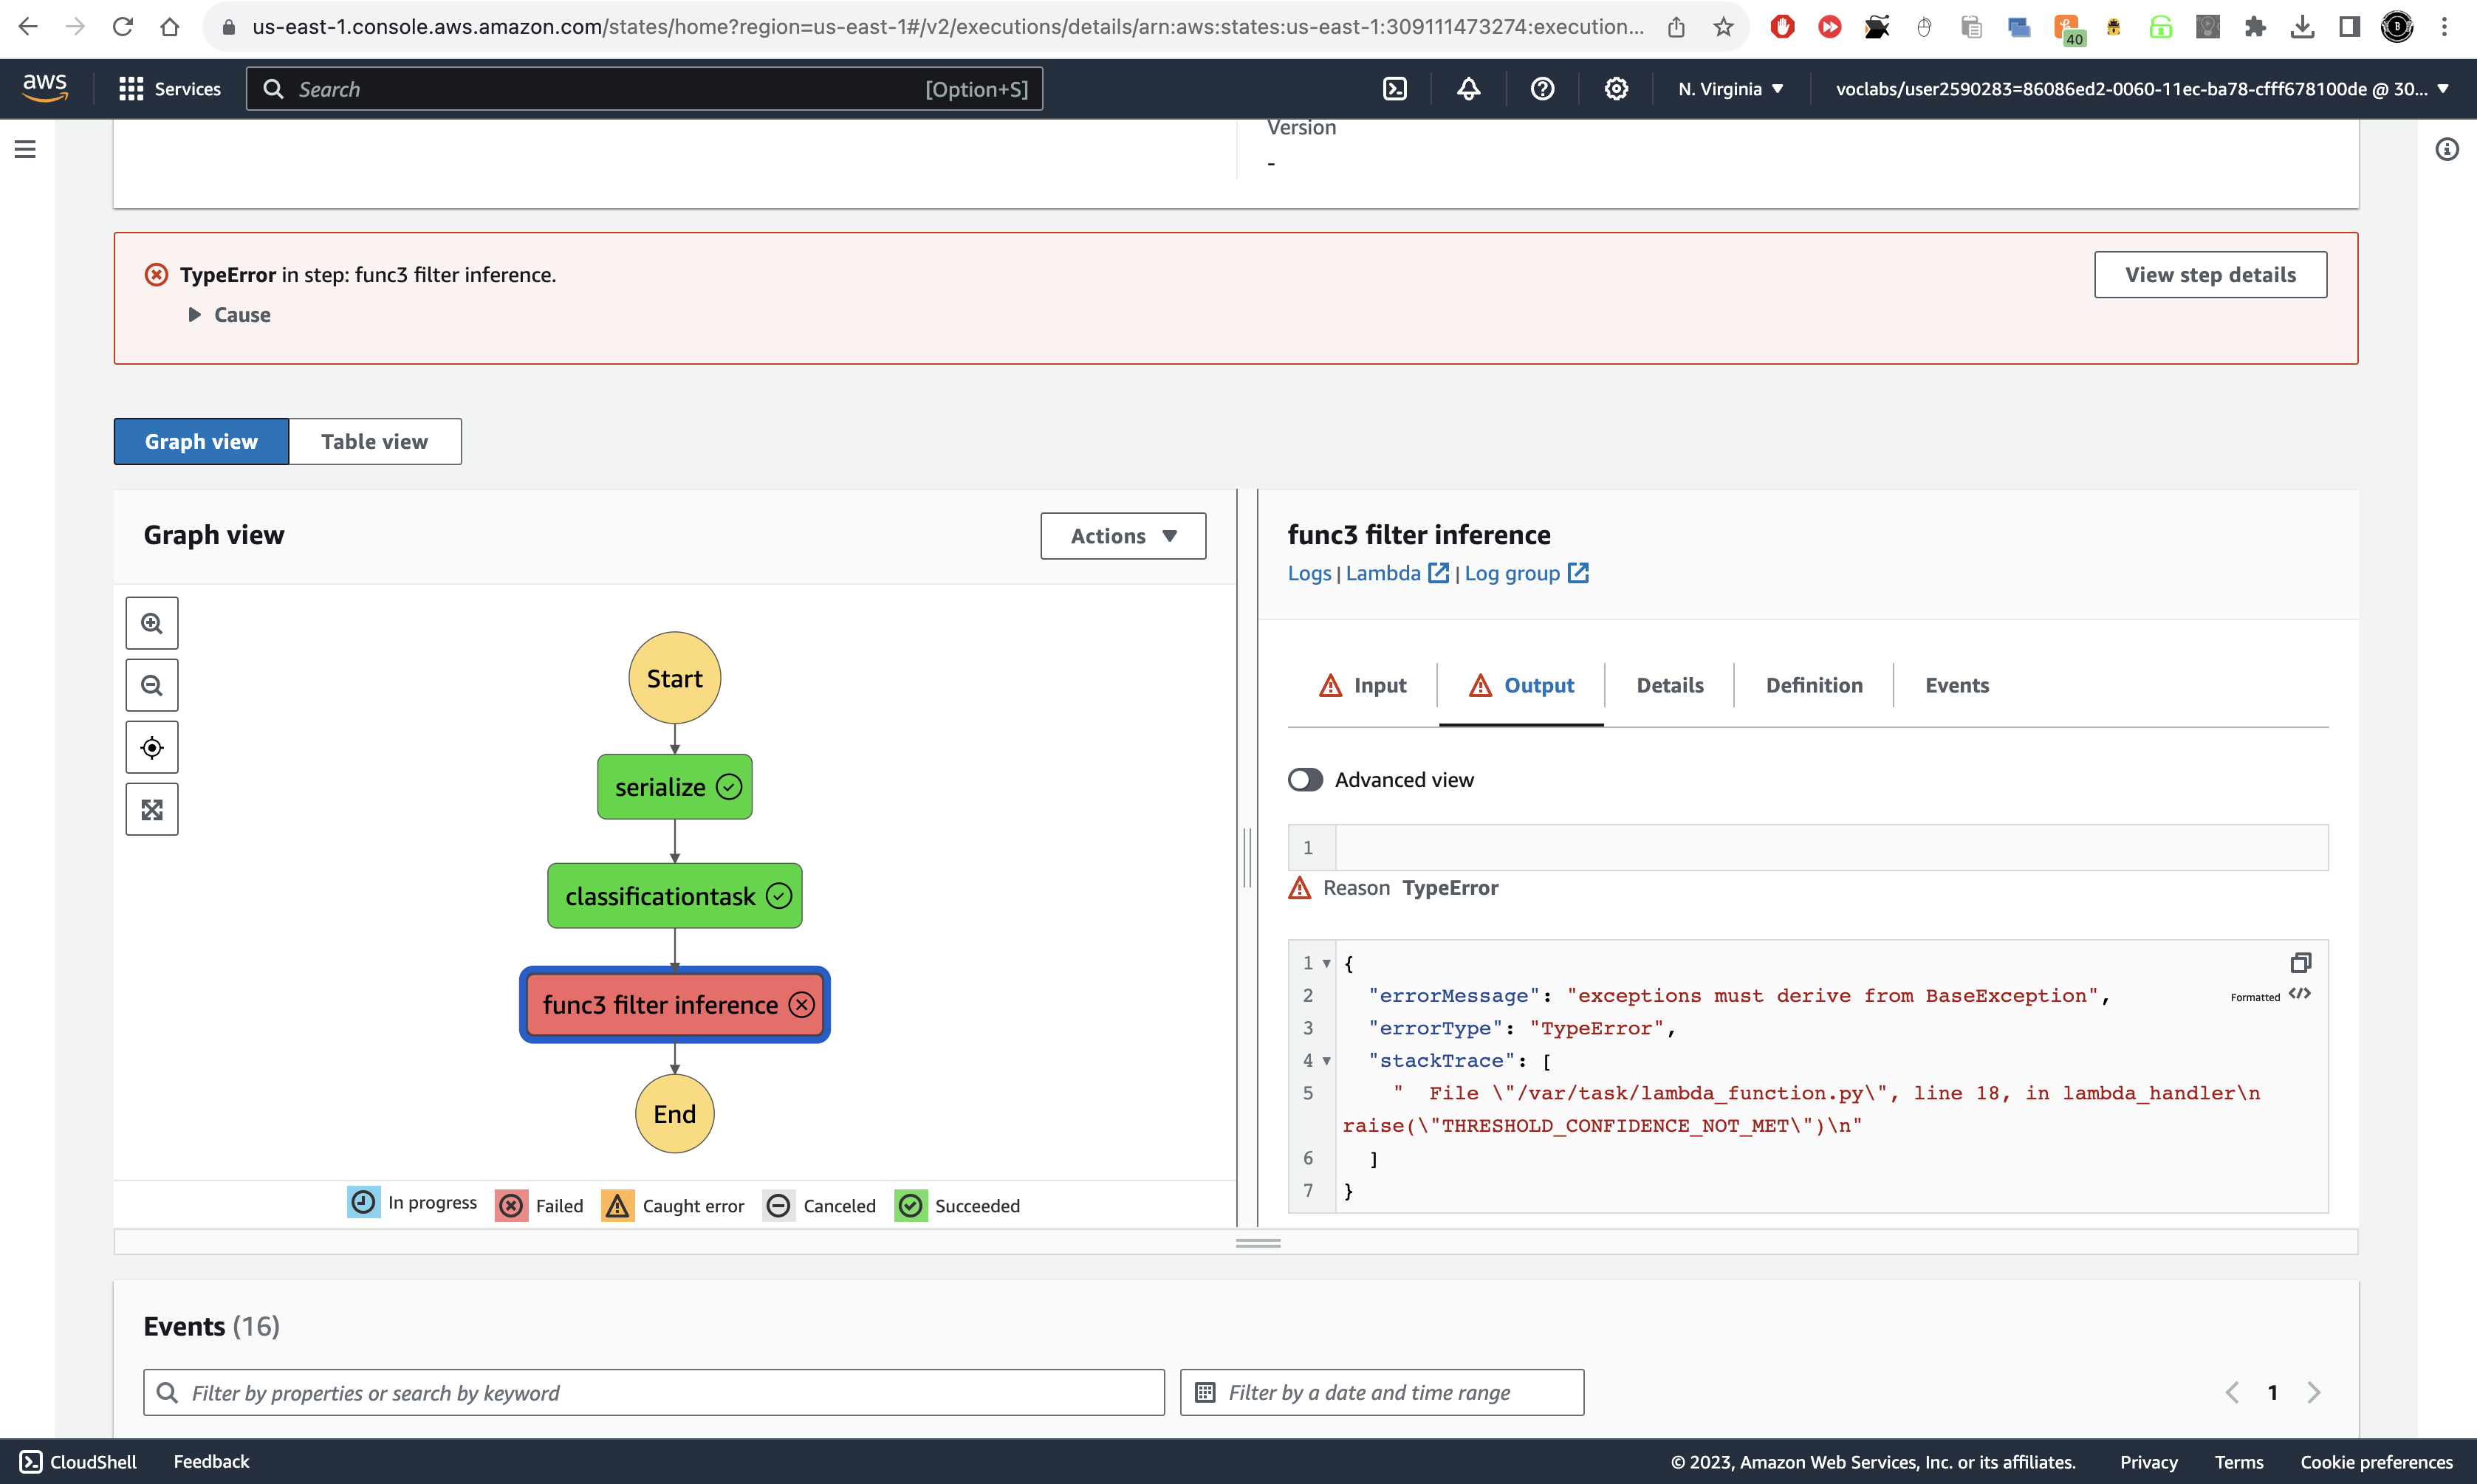 us-east-1.console.aws.amazon.com/states/home?region=us-east-1#/v2/executions/details/arn:aws:states:us-east-1:309111473274:execution...
40
B
aws
Services
Search
[Option+S]
N. Virginia
voclabs/user2590283=86086ed2-0060-11ec-ba78-cfff678100de @ 30...
Version
-
TypeError in step: func3 filter inference.
View step details
Cause
Graph view
Table view
Graph view
Actions
Start
serialize
classificationtask
func3 filter inference
End
In progress
Failed
Caught error
Canceled
Succeeded
func3 filter inference
Logs | Lambda | Log group
Input
Output
Details
Definition
Events
Advanced view
1
Reason TypeError
1 {
2 "errorMessage": "exceptions must derive from BaseException",
Formatted
3 "errorType": "TypeError",
4 "stackTrace": [
5 "  File \"/var/task/lambda_function.py\", line 18, in lambda_handler\n
raise(\"THRESHOLD_CONFIDENCE_NOT_MET\")\n"
6 ]
7 }
Events (16)
Filter by properties or search by keyword
Filter by a date and time range
1
CloudShell
Feedback
© 2023, Amazon Web Services, Inc. or its affiliates.
Privacy
Terms
Cookie preferences